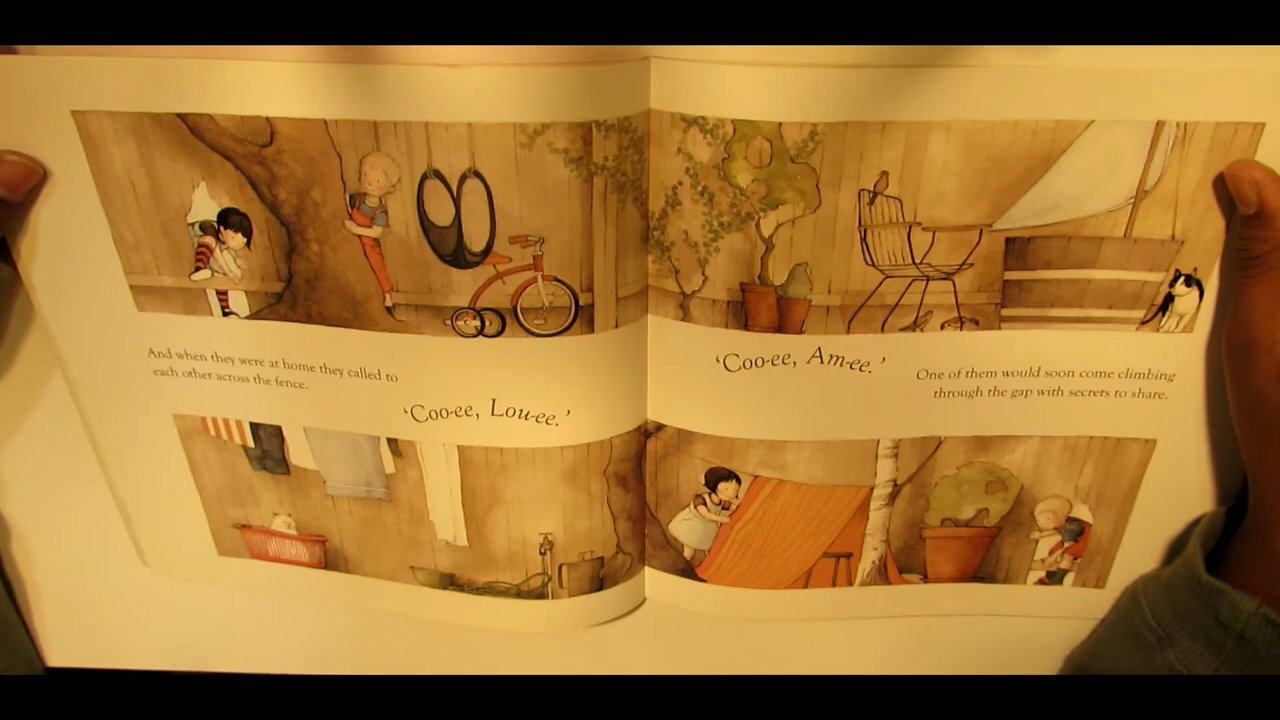 And when they were at home they called to
each other across the fence.
‘Coo-ee, Lou-ee.’
‘Coo-ee, Am-ee.’
One of them would soon come climbing
through the gap with secrets to share.